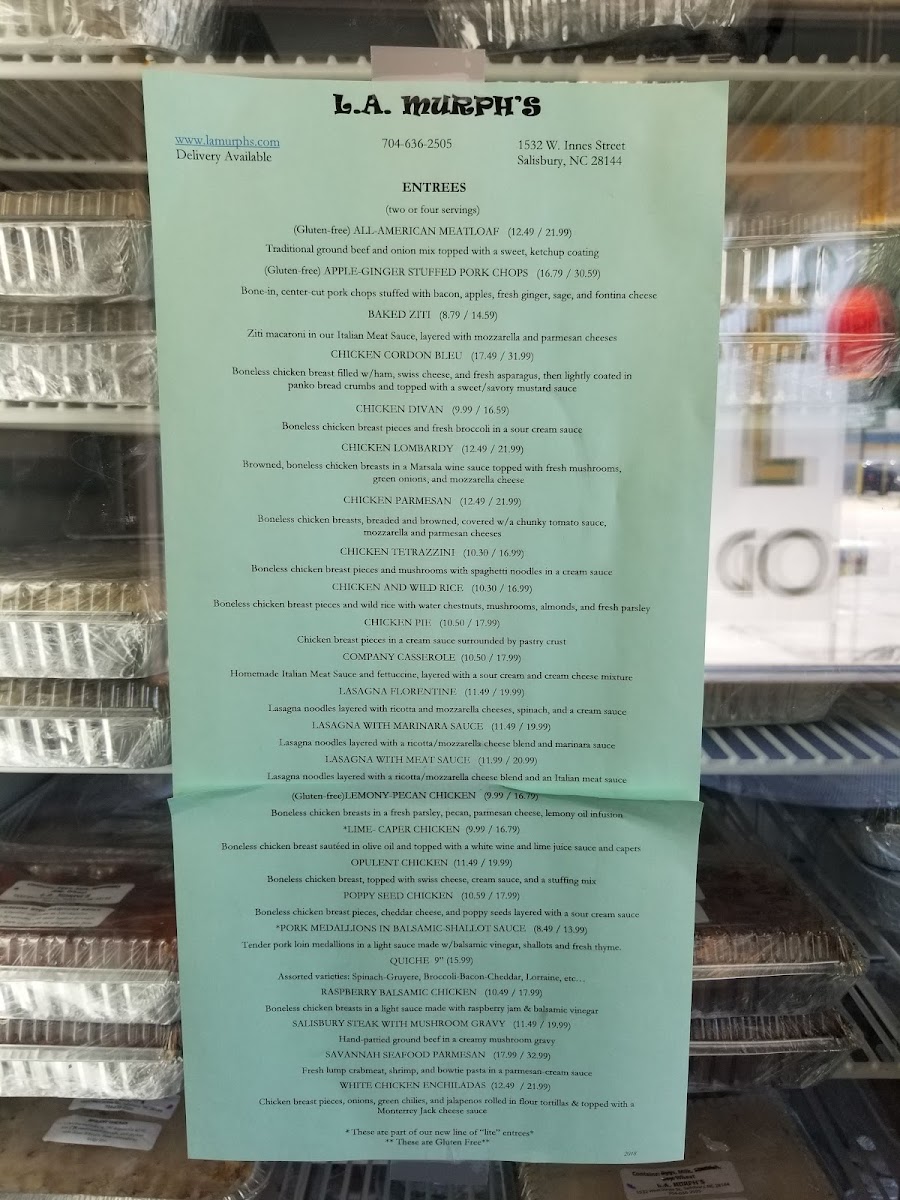 L.A. MURPH'S
www.lamurphs.com 704-636-2505 1532 W. Innes Street
Delivery Available Salisbury, NC 28144
ENTREES
(two or four servings)
(Gluten-free) ALL-AMERICAN MEATLOAF (12.49 / 21.99)
Traditional ground beef and onion mix topped with a sweet, ketchup coating
(Gluten-free) APPLE-GINGER STUFFED PORK CHOPS (16.79 / 30.59)
Bone-in, center-cut pork chops stuffed with bacon, apples, fresh ginger, sage, and fontina cheese
BAKED ZITI (8.79 / 14.59)
Ziti macaroni in our Italian Meat Sauce, layered with mozzarella and parmesan cheeses
CHICKEN CORDON BLEU (17.49 / 31.99)
Boneless chicken breast filled w/ham, swiss cheese, and fresh asparagus, then lightly coated in
panko bread crumbs and topped with a sweet/savory mustard sauce
CHICKEN DIVAN (9.99 / 16.59)
Boneless chicken breast pieces and fresh broccoli in a sour cream sauce
CHICKEN LOMBARDY (12.49 / 21.99)
Browned, boneless chicken breasts in a Marsala wine sauce topped with fresh mushrooms,
green onions, and mozzarella cheese
CHICKEN PARMESAN (12.49 / 21.99)
Boneless chicken breasts, breaded and browned, covered w/a chunky tomato sauce,
mozzarella and parmesan cheeses
CHICKEN TETRAZZINI (10.30 / 16.99)
Boneless chicken breast pieces and mushrooms with spaghetti noodles in a cream sauce
CHICKEN AND WILD RICE (10.30 / 16.99)
Boneless chicken breast pieces and wild rice with water chestnuts, mushrooms, almonds, and fresh parsley
CHICKEN PIE (10.50 / 17.99)
Chicken breast pieces in a cream sauce surrounded by pastry crust
COMPANY CASSEROLE (10.50 / 17.99)
Homemade Italian Meat Sauce and fettuccine, layered with a sour cream and cream cheese mixture
LASAGNA FLORENTINE (11.49 / 19.99)
Lasagna noodles layered with ricotta and mozzarella cheeses, spinach, and a cream sauce
LASAGNA WITH MARINARA SAUCE (11.49 / 19.99)
Lasagna noodles layered with a ricotta/mozzarella cheese blend and marinara sauce
LASAGNA WITH MEAT SAUCE (11.99 / 20.99)
Lasagna noodles layered with a ricotta/mozzarella cheese blend and an Italian meat sauce
(Gluten-free)LEMONY-PECAN CHICKEN (9.99 / 16.79)
Boneless chicken breasts in a fresh parsley, pecan, parmesan cheese, lemony oil infusion
*LIME- CAPER CHICKEN (9.99 / 16.79)
Boneless chicken breast sautéed in olive oil and topped with a white wine and lime juice sauce and capers
OPULENT CHICKEN (11.49 / 19.99)
Boneless chicken breast, topped with swiss cheese, cream sauce, and a stuffing mix
POPPY SEED CHICKEN (10.59 / 17.99)
Boneless chicken breast pieces, cheddar cheese, and poppy seeds layered with a sour cream sauce
*PORK MEDALLIONS IN BALSAMIC-SHALLOT SAUCE (8.49 / 13.99)
Tender pork loin medallions in a light sauce made w/balsamic vinegar, shallots and fresh thyme.
QUICHE 9" (15.99)
Assorted varieties: Spinach-Gruyere, Broccoli-Bacon-Cheddar, Lorraine, etc…
RASPBERRY BALSAMIC CHICKEN (10.49 / 17.99)
Boneless chicken breasts in a light sauce made with raspberry jam & balsamic vinegar
SALISBURY STEAK WITH MUSHROOM GRAVY (11.49 / 19.99)
Hand-pattied ground beef in a creamy mushroom gravy
SAVANNAH SEAFOOD PARMESAN (17.99 / 32.99)
Fresh lump crabmeat, shrimp, and bowtie pasta in a parmesan-cream sauce
WHITE CHICKEN ENCHILADAS (12.49 / 21.99)
Chicken breast pieces, onions, green chilies, and jalapenos rolled in flour tortillas & topped with a
Monterrey Jack cheese sauce
* These are part of our new line of "lite" entrees*
** These are Gluten Free**
2018
GO
L.A. MURPH'S